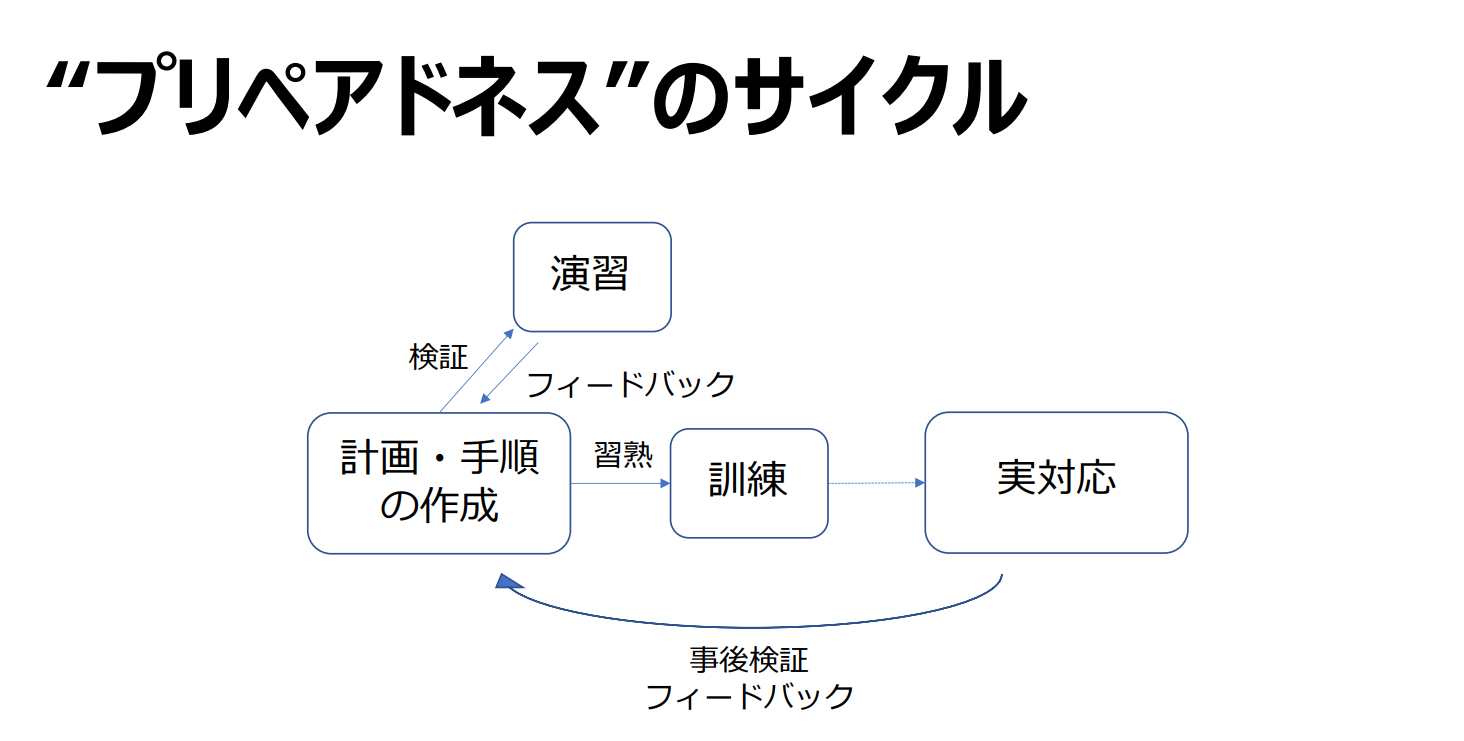 “プリペアドネス”のサイクル
演習
検証
フィードバック
計画・手順
の作成
習熟
訓練
実対応
事後検証
フィードバック